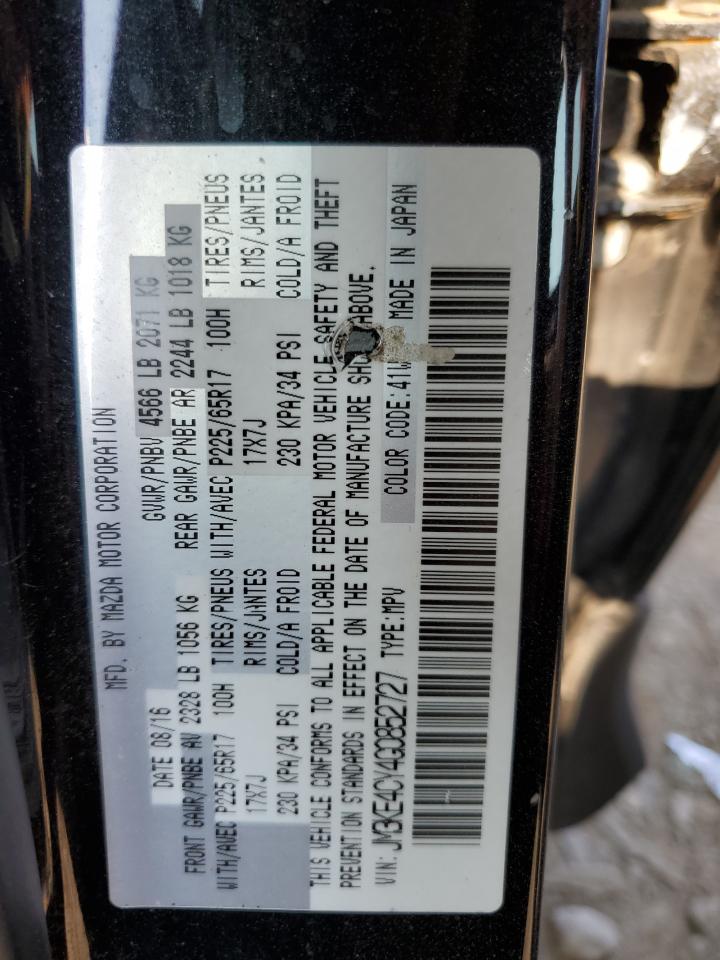 MFD. BY MAZDA MOTOR CORPORATION
DATE 08/16 GVWR/PNBV 4566 LB 2071 KG
FRONT GAWR/PNBE AV 2328 LB 1056 KG REAR GAWR/PNBE AR 2244 LB 1018 KG
WITH/AVEC P225/65R17 100H TIRES/PNEUS WITH/AVEC P225/65R17 100H TIRES/PNEUS
17X7J RIMS/JANTES 17X7J RIMS/JANTES
230 KPA/34 PSI COLD/A FROID 230 KPA/34 PSI COLD/A FROID
THIS VEHICLE CONFORMS TO ALL APPLICABLE FEDERAL MOTOR VEHICLE SAFETY AND THEFT
PREVENTION STANDARDS IN EFFECT ON THE DATE OF MANUFACTURE ABOVE.
VIN: JM3KE4CY4G0852727 TYPE:MPV COLOR CODE:41W MADE IN JAPAN